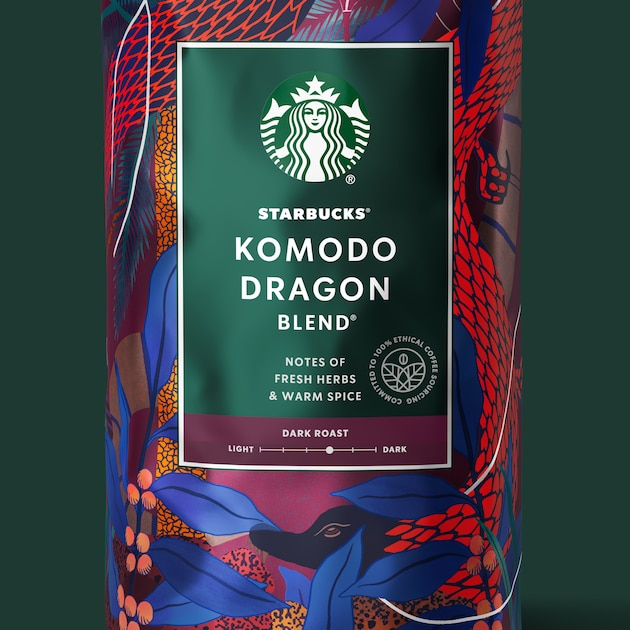 STARBUCKS®
KOMODO
DRAGON
BLEND®
NOTES OF
FRESH HERBS
& WARM SPICE
COMMITTED TO 100% ETHICAL COFFEE SOURCING
DARK ROAST
LIGHT
DARK
®